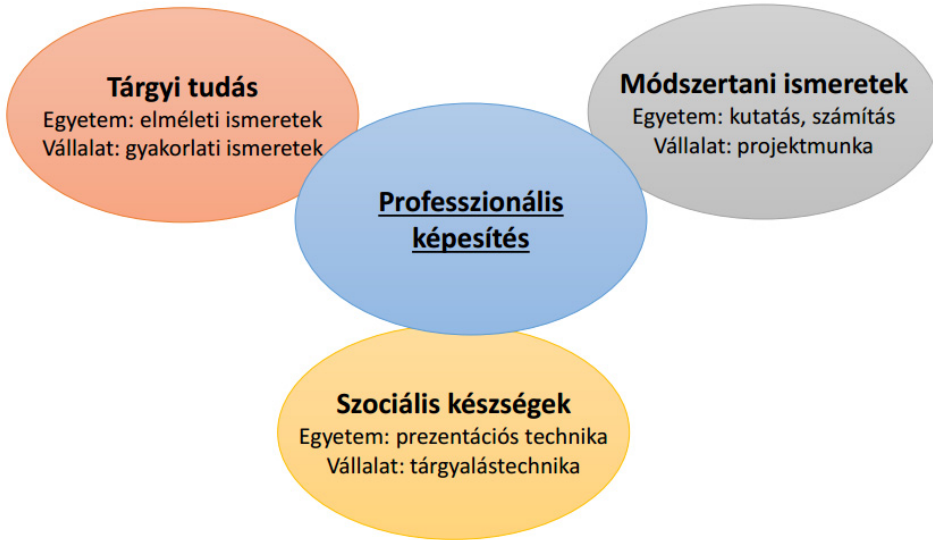 Tárgyi tudás
Egyetem: elméleti ismeretek
Vállalat: gyakorlati ismeretek
Módszertani ismeretek
Egyetem: kutatás, számítás
Vállalat: projektmunka
Professzionális
képesítés
Szociális készségek
Egyetem: prezentációs technika
Vállalat: tárgyalástechnika